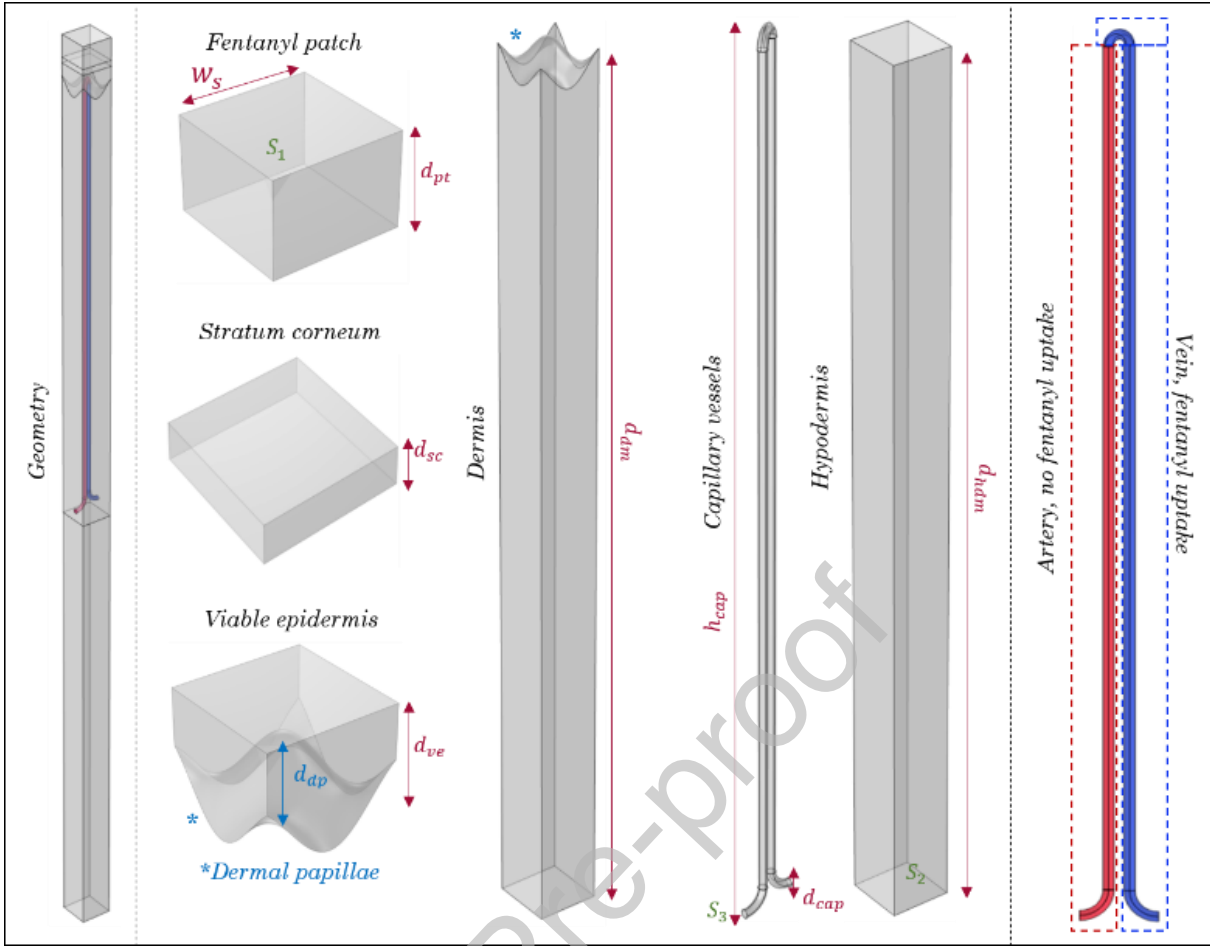 Geometry
Fentanyl patch
W_s
S_1
d_pt
Stratum corneum
d_sc
Viable epidermis
d_ve
d_dp
*
*Dermal papillae
Dermis
*
d_dm
Capillary vessels
h_cap
S_3
d_cap
Hypodermis
d_hdm
S_2
Artery, no fentanyl uptake
Vein, fentanyl uptake
Pre-proof